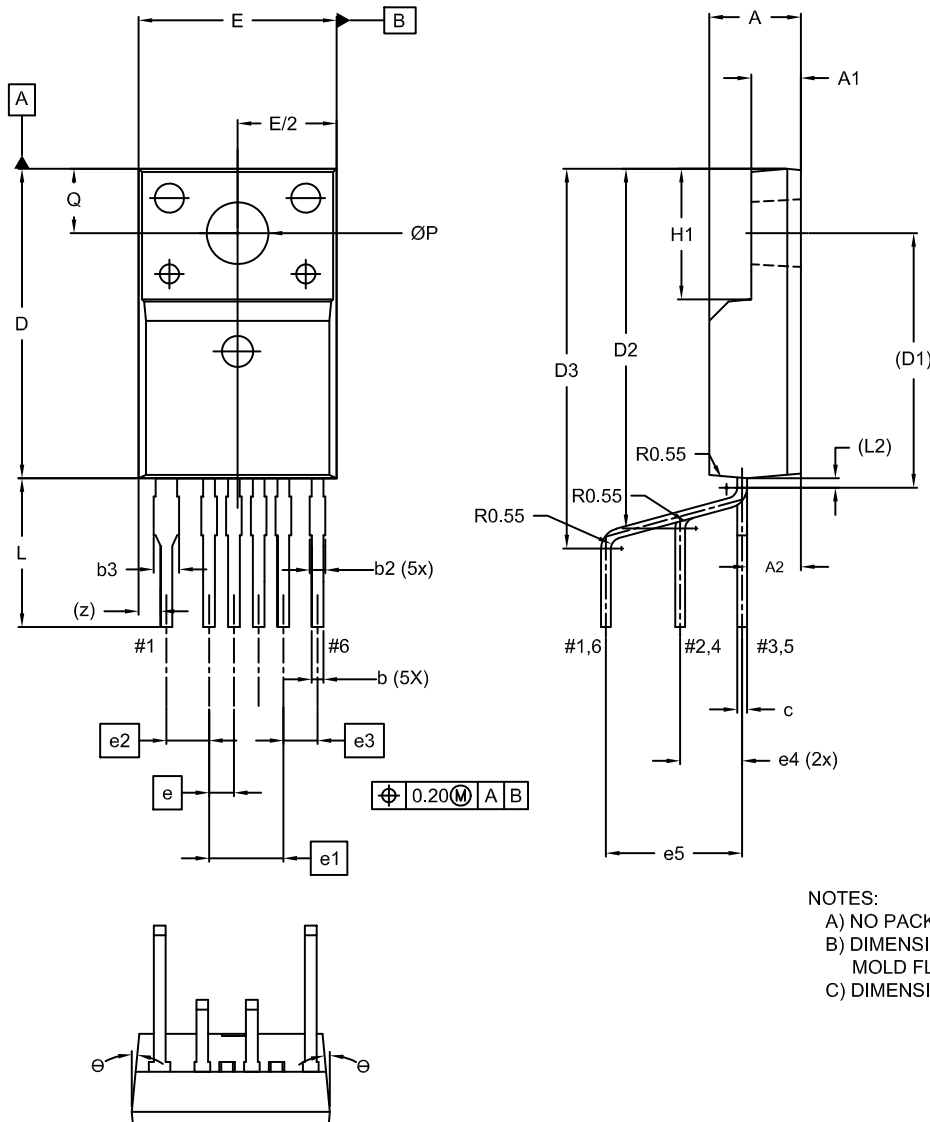 E
B
A
A1
A
E/2
Q
ØP
H1
D
D2
D3
(D1)
(L2)
R0.55
R0.55
R0.55
L
b3
b2 (5x)
A2
(z)
#1
#6
#1,6
#2,4
#3,5
b (5X)
c
e2
e3
e4 (2x)
e
0.20Ⓜ A B
e1
e5
NOTES:
A) NO PACK
B) DIMENSI
MOLD FL
C) DIMENSI
Θ
Θ